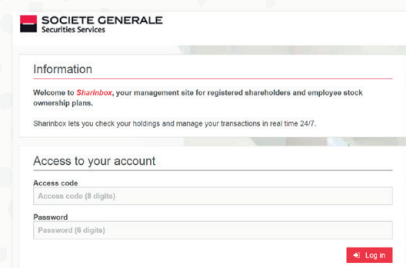 SOCIETE GENERALE
Securities Services
Information
Welcome to Sharinbox, your management site for registered shareholders and employee stock
ownership plans.
Sharinbox lets you check your holdings and manage your transactions in real time 24/7.
Access to your account
Access code
Access code (8 digits)
Password
Password (6 digits)
Log in